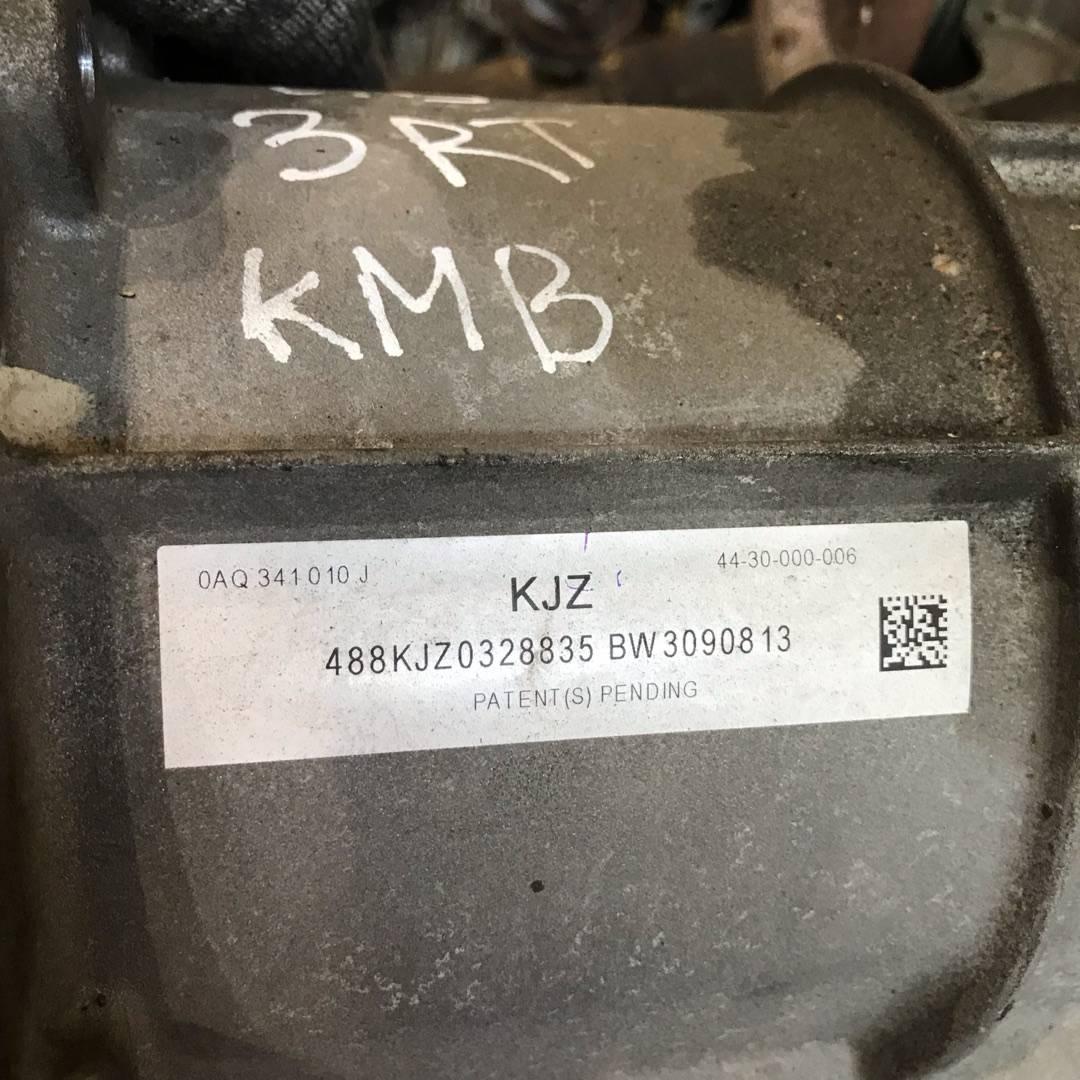 3RT
KMB
0AQ 341 010 J
44-30-000-006
KJZ
488KJZ0328835 BW3090813
PATENT(S) PENDING